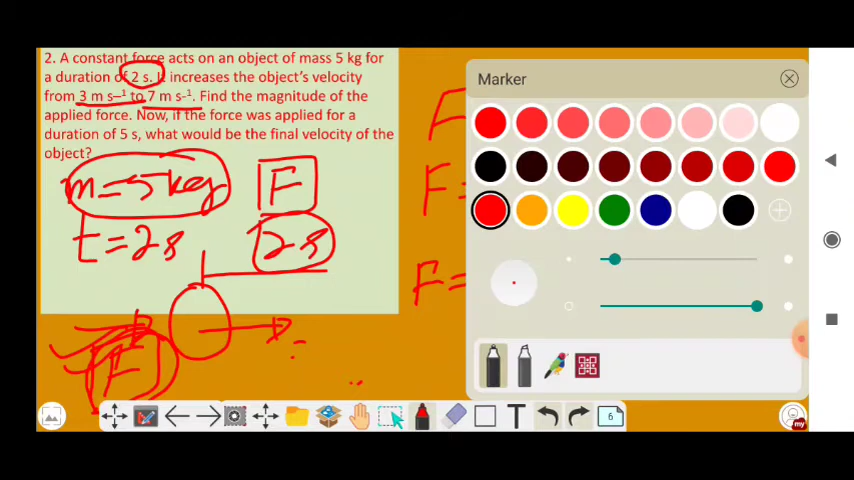 2. A constant force acts on an object of mass 5 kg for
a duration of 2 s. It increases the object's velocity
from 3 m s–¹ to 7 m s-¹. Find the magnitude of the
applied force. Now, if the force was applied for a
duration of 5 s, what would be the final velocity of the
object?
m=5kg F
t=2s 2s
F
F=
F=
F
Marker
T
6
my